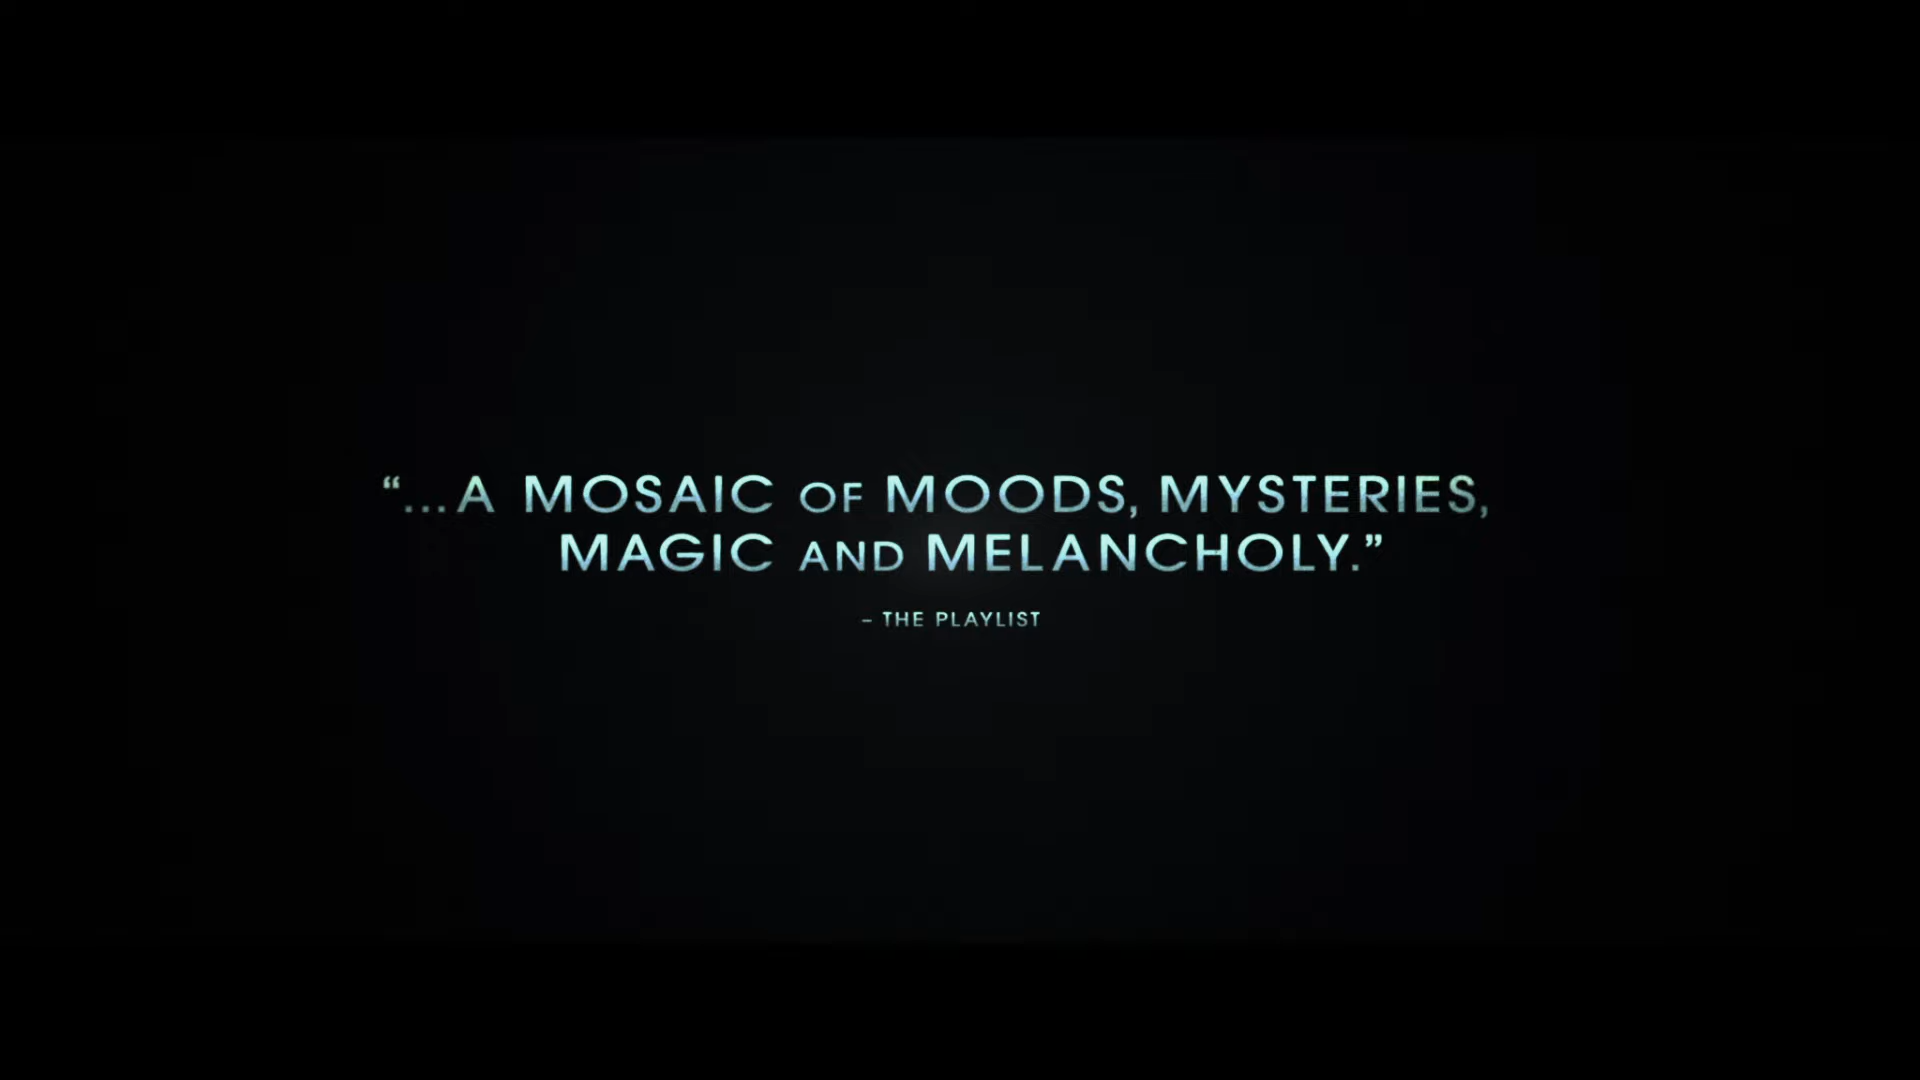 “...A MOSAIC OF MOODS, MYSTERIES,
MAGIC AND MELANCHOLY.”
– THE PLAYLIST